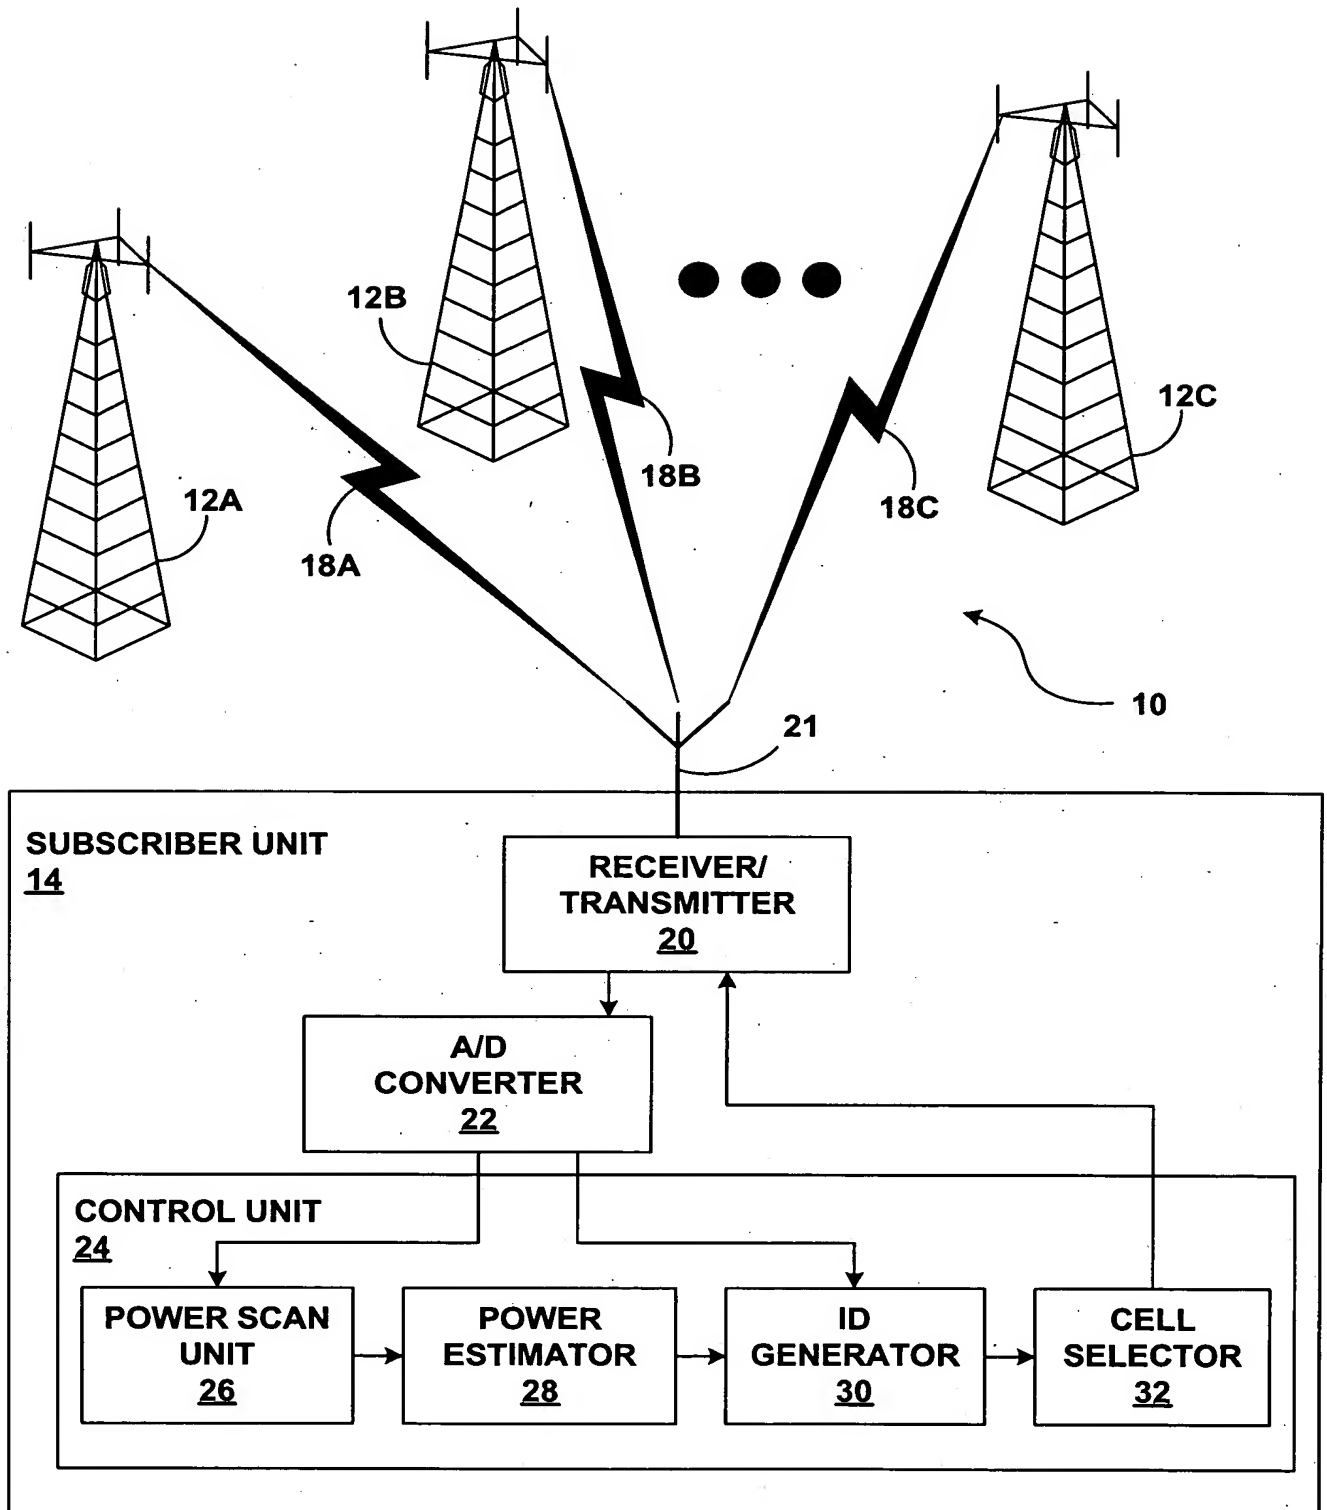 12B
12C
18B
12A
18C
18A
10
21
SUBSCRIBER UNIT
14
RECEIVER/
TRANSMITTER
20
A/D
CONVERTER
22
CONTROL UNIT
24
POWER SCAN
UNIT
26
POWER
ESTIMATOR
28
ID
GENERATOR
30
CELL
SELECTOR
32